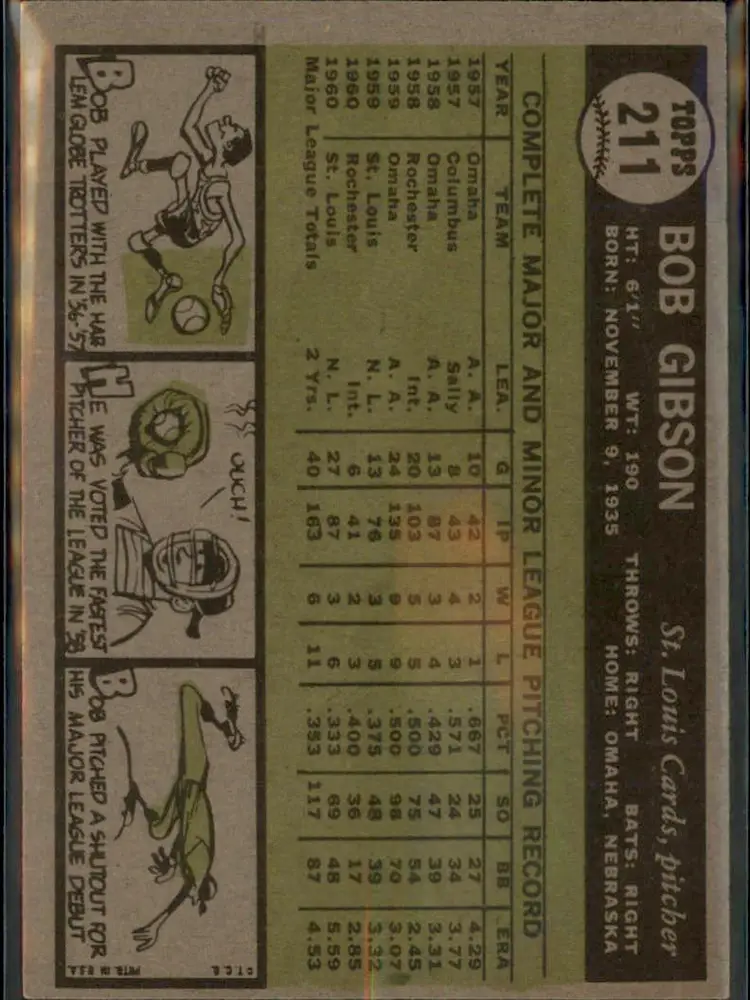 TOPPS
211
BOB GIBSON St. Louis Cards, pitcher
HT: 6'1" WT: 190 THROWS: RIGHT BATS: RIGHT
BORN: NOVEMBER 9, 1935 HOME: OMAHA, NEBRASKA
COMPLETE MAJOR AND MINOR LEAGUE PITCHING RECORD
YEAR TEAM LEA. G IP W L PCT SO BB ERA
1957 Omaha A. A. 10 42 2 1 .667 25 27 4.29
1957 Columbus Sally 8 43 4 3 .571 24 34 3.77
1958 Omaha A. A. 13 87 3 4 .429 47 39 3.31
1958 Rochester Int. 20 103 5 5 .500 75 54 2.45
1959 Omaha A. A. 24 135 9 9 .500 98 70 3.07
1959 St. Louis N. L. 13 76 3 5 .375 48 39 3.32
1960 Rochester Int. 6 41 2 3 .400 36 17 2.85
1960 St. Louis N. L. 27 87 3 6 .333 69 48 5.59
Major League Totals 2 Yrs. 40 163 6 11 .353 117 87 4.53
BOB PLAYED WITH THE HAR
LEM GLOBE TROTTERS IN '56-'57
OUCH!
HE WAS VOTED THE FASTEST
PITCHER OF THE LEAGUE IN '58
BOB PITCHED A SHUTOUT FOR
HIS MAJOR LEAGUE DEBUT
© T.C.G.
PRTD. IN U.S.A.